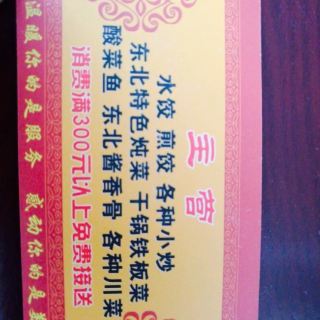 主营
水饺 煎饺 各种小炒
东北特色炖菜 干锅铁板菜
酸菜鱼 东北酱香骨 各种川菜
消费满300元以上免费接送
温暖你的是服务 感动你的是